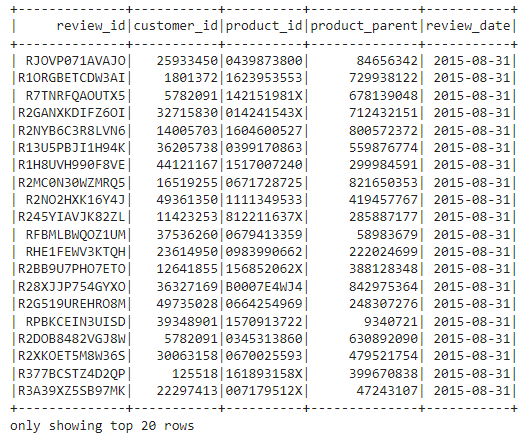 +--------------+-----------+----------+--------------+-----------+
|     review_id|customer_id|product_id|product_parent|review_date|
+--------------+-----------+----------+--------------+-----------+
| RJOVP071AVAJO|   25933450|0439873800|      84656342| 2015-08-31|
|R1ORGBETCDW3AI|    1801372|1623953553|     729938122| 2015-08-31|
| R7TNRFQAOUTX5|    5782091|142151981X|     678139048| 2015-08-31|
|R2GANXKDIFZ6OI|   32715830|014241543X|     712432151| 2015-08-31|
|R2NYB6C3R8LVN6|   14005703|1604600527|     800572372| 2015-08-31|
|R13U5PBJI1H94K|   36205738|0399170863|     559876774| 2015-08-31|
|R1H8UVH990F8VE|   44121167|1517007240|     299984591| 2015-08-31|
|R2MC0N30WZMRQ5|   16519255|0671728725|     821650353| 2015-08-31|
| R2NO2HXK16Y4J|   49361350|1111349533|     419457767| 2015-08-31|
|R245YIAVJK82ZL|   11423253|812211637X|     285887177| 2015-08-31|
| RFBMLBWQOZ1UM|   37536260|0679413359|      58983679| 2015-08-31|
| RHE1FEWV3KTQH|   23614950|0983990662|     222024699| 2015-08-31|
|R2BB9U7PHO7ETO|   12641855|156852062X|     388128348| 2015-08-31|
|R28XJJP754GYXO|   36327169|B0007E4WJ4|     842975364| 2015-08-31|
|R2G519UREHRO8M|   49735028|0664254969|     248307276| 2015-08-31|
| RPBKCEIN3UISD|   39348901|1570913722|       9340721| 2015-08-31|
|R2DOB8482VGJ8W|    5782091|0345313860|     630892090| 2015-08-31|
|R2XKOET5M8W36S|   30063158|0670025593|     479521754| 2015-08-31|
|R377BCSTZ4D2QP|     125518|161893158X|     399670838| 2015-08-31|
|R3A39XZ5SB97MK|   22297413|007179512X|      47243107| 2015-08-31|
+--------------+-----------+----------+--------------+-----------+
only showing top 20 rows